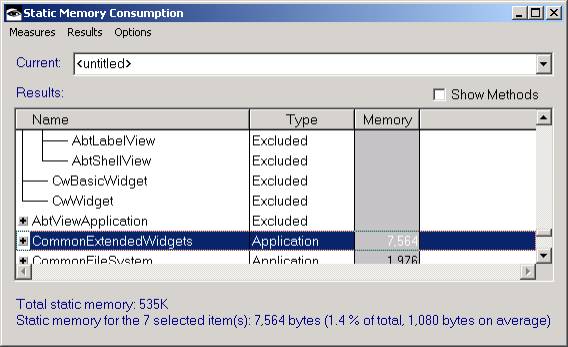 Static Memory Consumption
Measures Results Options
Current: <untitled>
Results: Show Methods
Name Type Memory
AbtLabelView Excluded
AbtShellView Excluded
CwBasicWidget Excluded
CwWidget Excluded
AbtViewApplication Excluded
CommonExtendedWidgets Application 7,564
CommonFileSystem Application 1,976
Total static memory: 535K
Static memory for the 7 selected item(s): 7,564 bytes (1.4 % of total, 1,080 bytes on average)